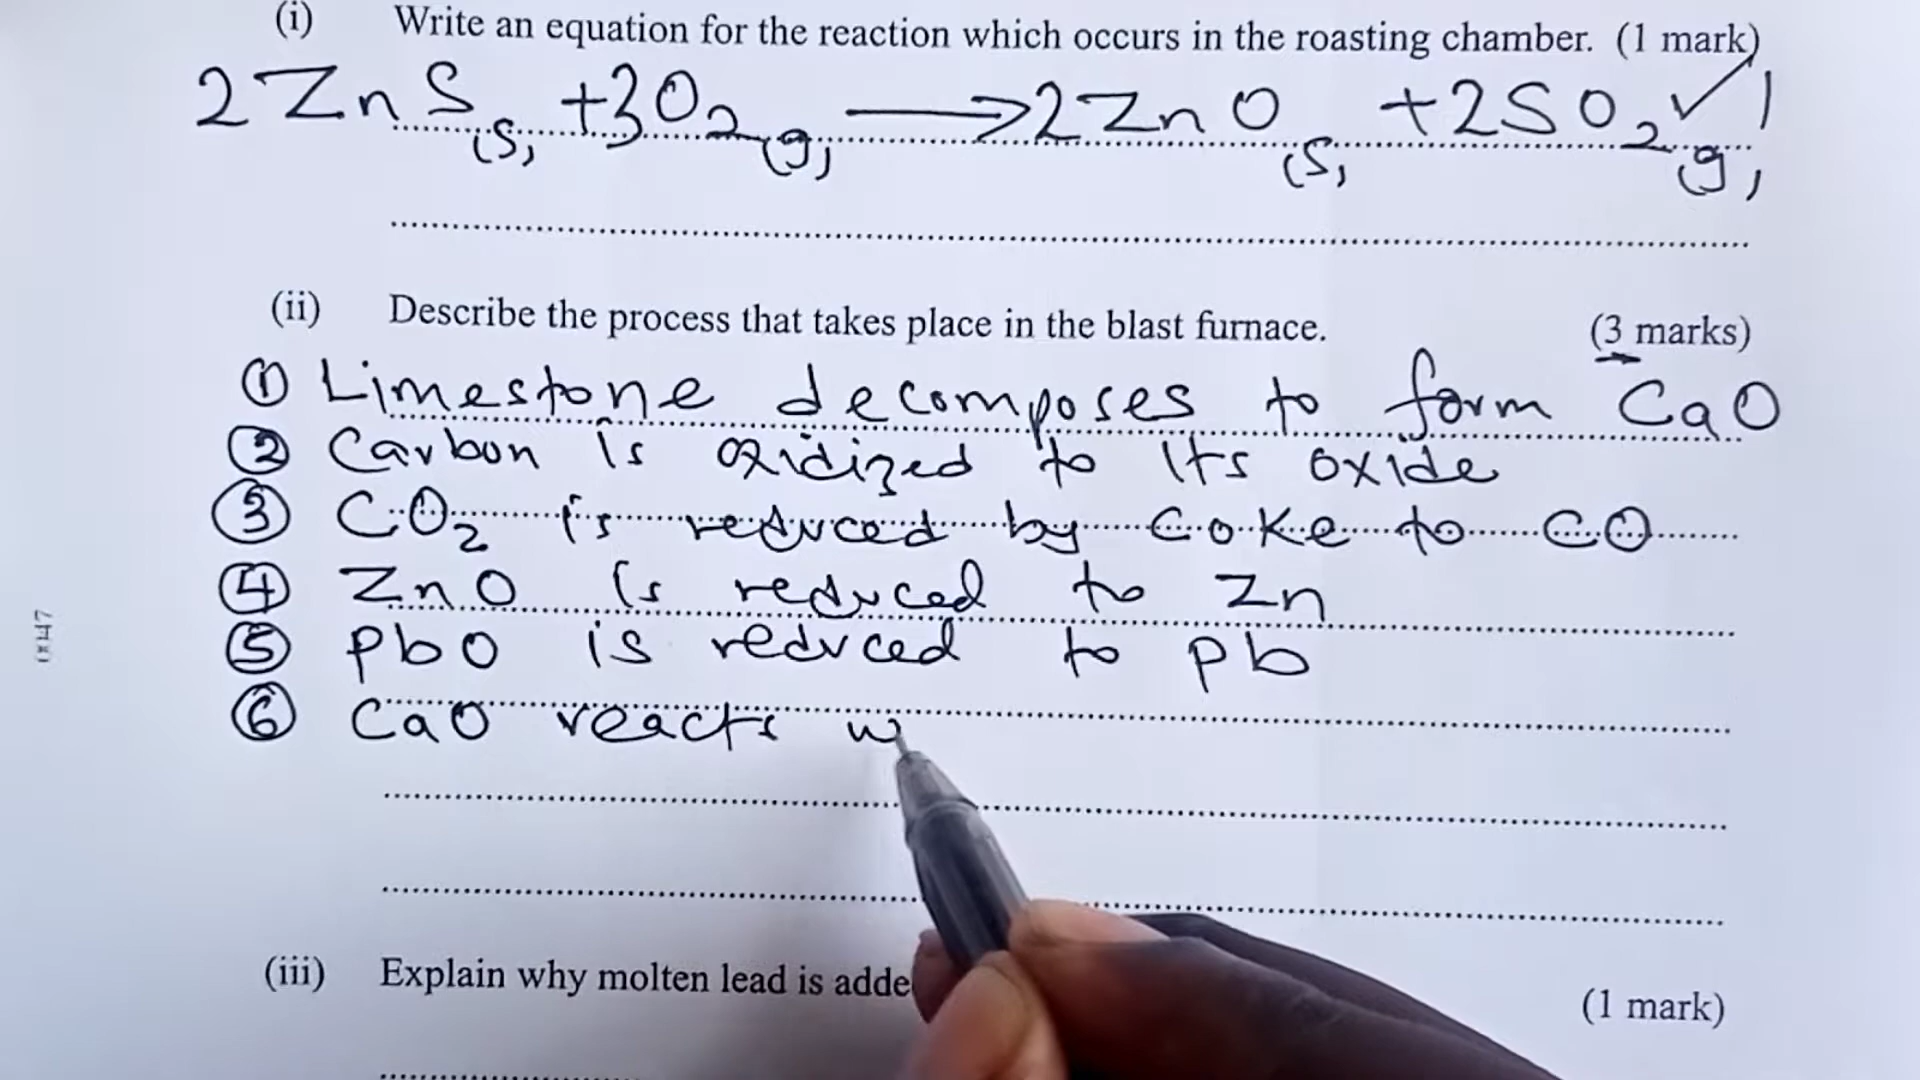 (i) Write an equation for the reaction which occurs in the roasting chamber. (1 mark)
2ZnS(s) + 3O2(g) → 2ZnO(s) + 2SO2(g) ✓1
(ii) Describe the process that takes place in the blast furnace. (3 marks)
① Limestone decomposes to form CaO
② Carbon is oxidized to its oxide
③ CO2 is reduced by Coke to CO
④ ZnO is reduced to Zn
⑤ PbO is reduced to Pb
⑥ CaO reacts w
(iii) Explain why molten lead is adde (1 mark)